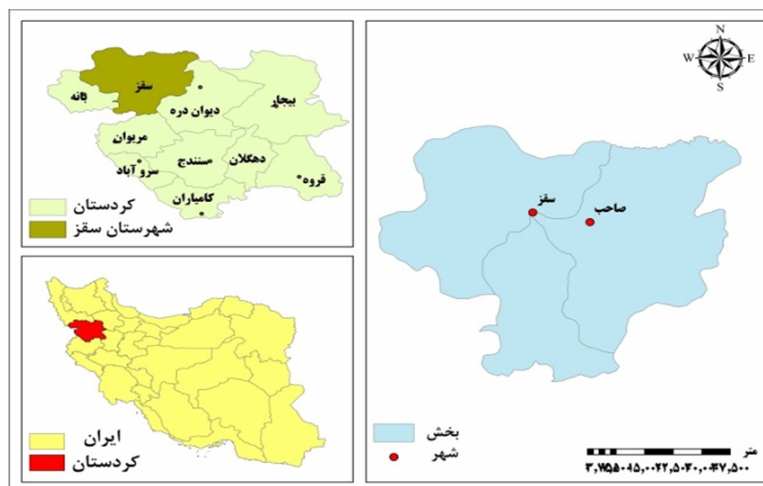 سقز
بانه
دیوان دره
بیجار
مریوان
سنندج
دهگلان
سرو آباد
قروه
کامیاران
کردستان
شهرستان سقز
ایران
کردستان
N
W
E
S
سقز
صاحب
بخش
شهر
متر